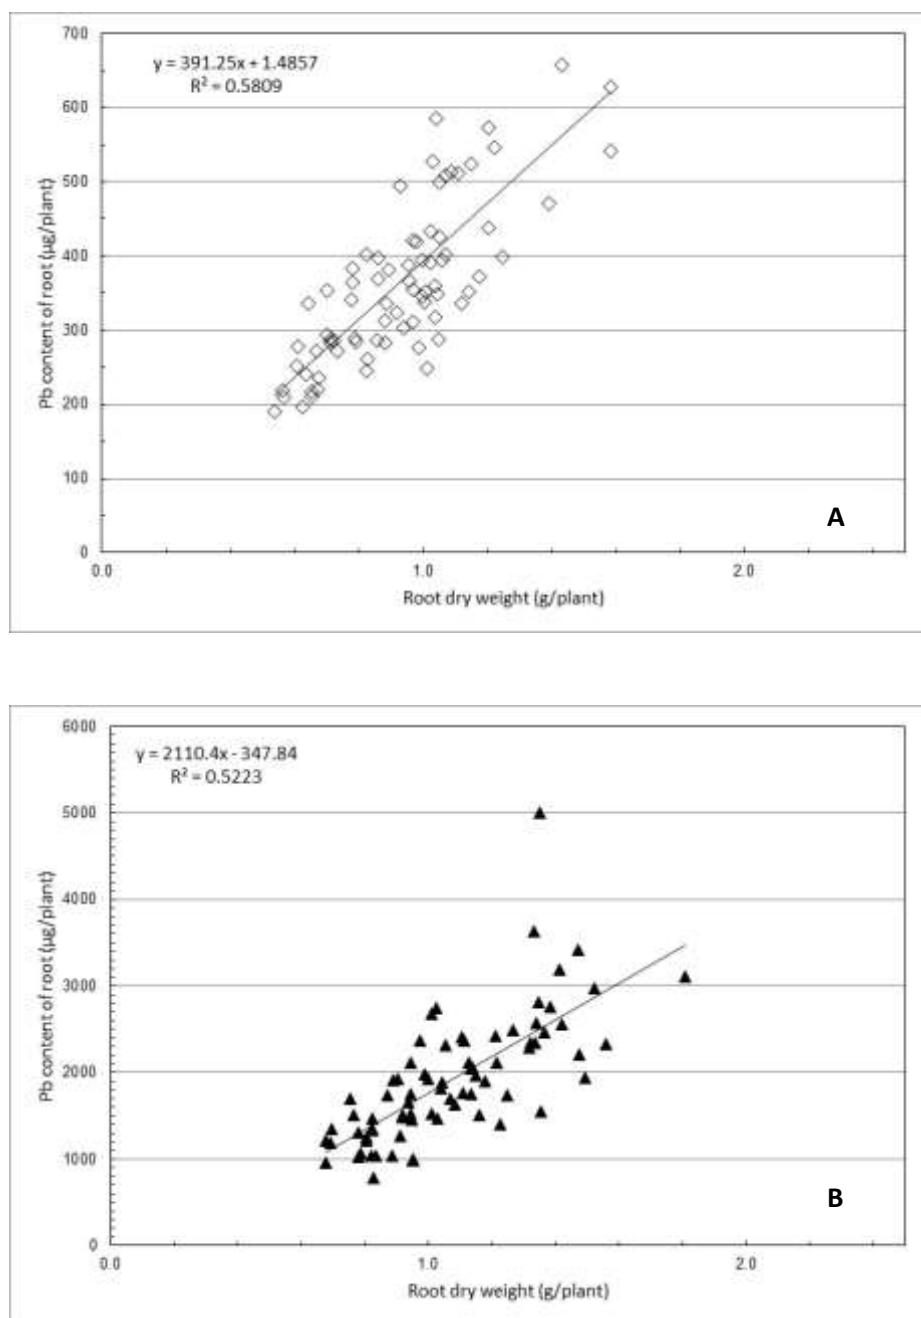 y = 391.25x + 1.4857
R² = 0.5809
700
600
500
400
300
200
100
0
Pb content of root (µg/plant)
0.0
1.0
2.0
Root dry weight (g/plant)
A
y = 2110.4x - 347.84
R² = 0.5223
6000
5000
4000
3000
2000
1000
0
Pb content of root (µg/plant)
0.0
1.0
2.0
Root dry weight (g/plant)
B